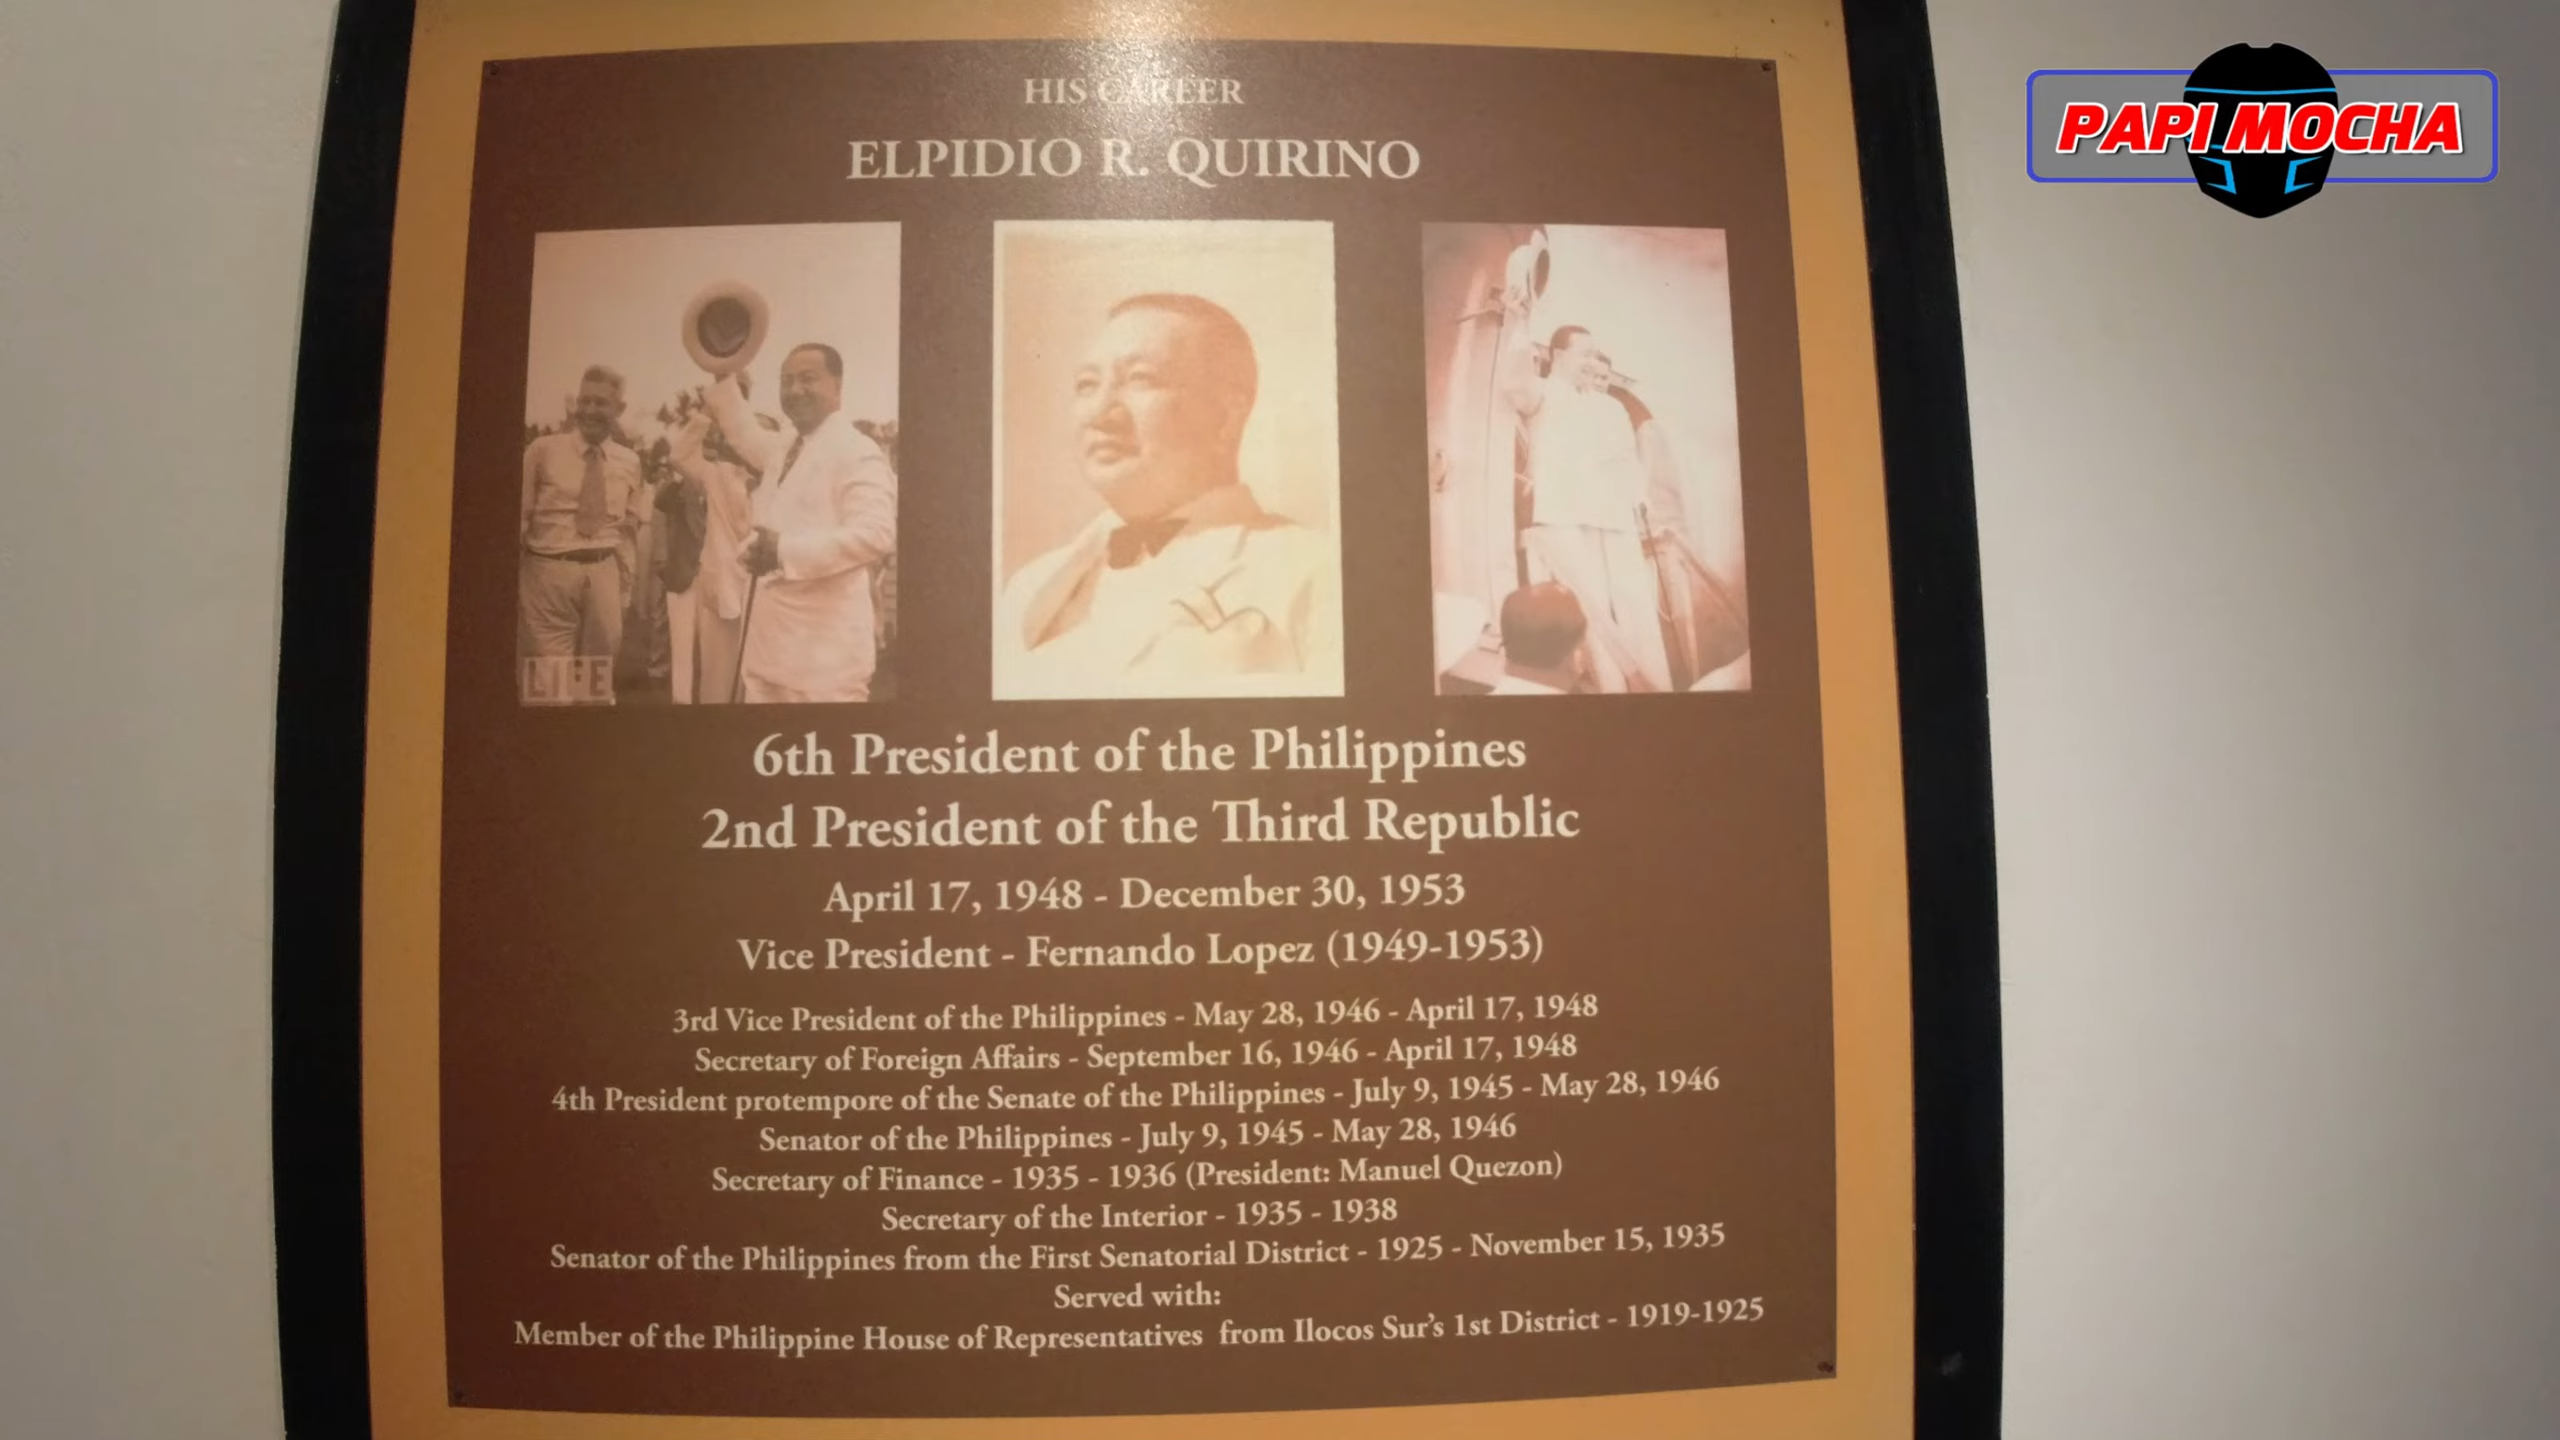 HIS CAREER
ELPIDIO R. QUIRINO
PAPI MOCHA
LIFE
6th President of the Philippines
2nd President of the Third Republic
April 17, 1948 - December 30, 1953
Vice President - Fernando Lopez (1949-1953)
3rd Vice President of the Philippines - May 28, 1946 - April 17, 1948
Secretary of Foreign Affairs - September 16, 1946 - April 17, 1948
4th President protempore of the Senate of the Philippines - July 9, 1945 - May 28, 1946
Senator of the Philippines - July 9, 1945 - May 28, 1946
Secretary of Finance - 1935 - 1936 (President: Manuel Quezon)
Secretary of the Interior - 1935 - 1938
Senator of the Philippines from the First Senatorial District - 1925 - November 15, 1935
Served with:
Member of the Philippine House of Representatives from Ilocos Sur's 1st District - 1919-1925